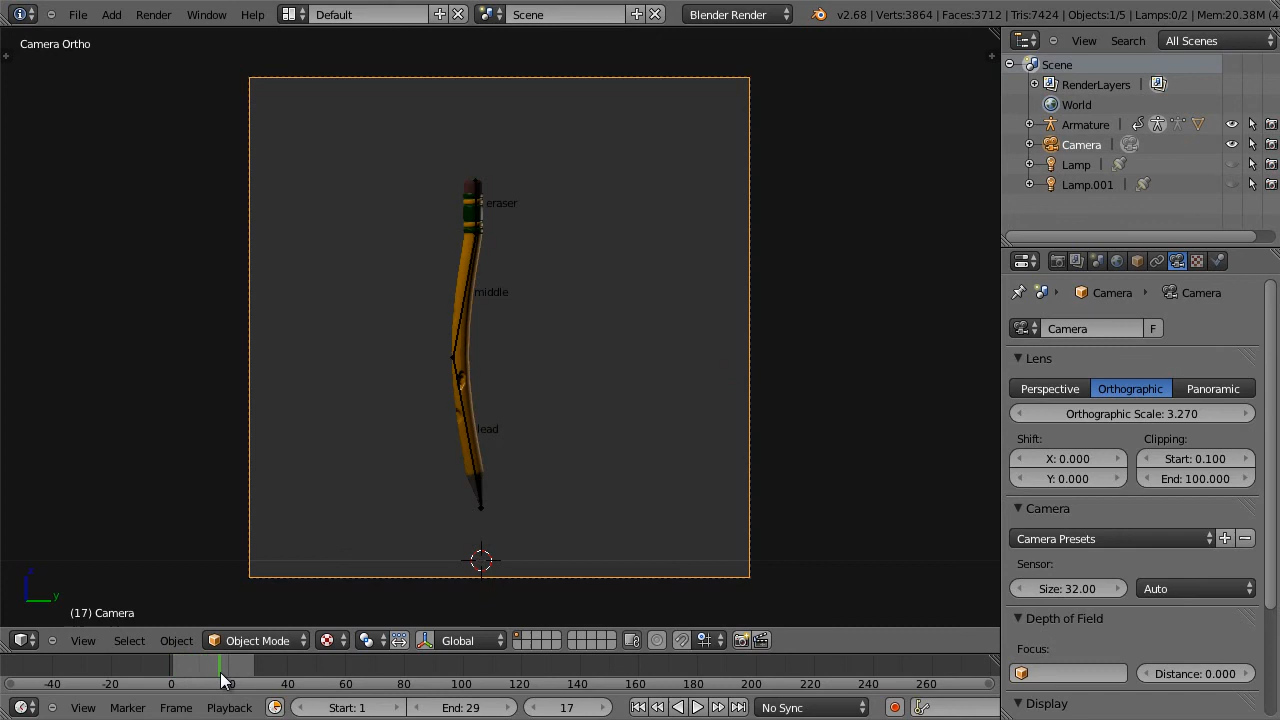 File Add Render Window Help Default Scene Blender Render v2.68 | Verts:3864 | Faces:3712 | Tris:7424 | Objects:1/5 | Lamps:0/2 | Mem:20.38M (4
Camera Ortho
View Search All Scenes
Scene
RenderLayers
World
Armature
Camera
Lamp
Lamp.001
eraser
middle
lead
Camera Camera
Camera F
Lens
Perspective Orthographic Panoramic
Orthographic Scale: 3.270
Shift: Clipping:
X: 0.000 Start: 0.100
Y: 0.000 End: 100.000
Camera
Camera Presets
Sensor:
Size: 32.00 Auto
Depth of Field
Focus:
Distance: 0.000
Display
z
y
(17) Camera
View Select Object Object Mode Global
-40 -20 0 20 40 60 80 100 120 140 160 180 200 220 240 260
View Marker Frame Playback Start: 1 End: 29 17 No Sync